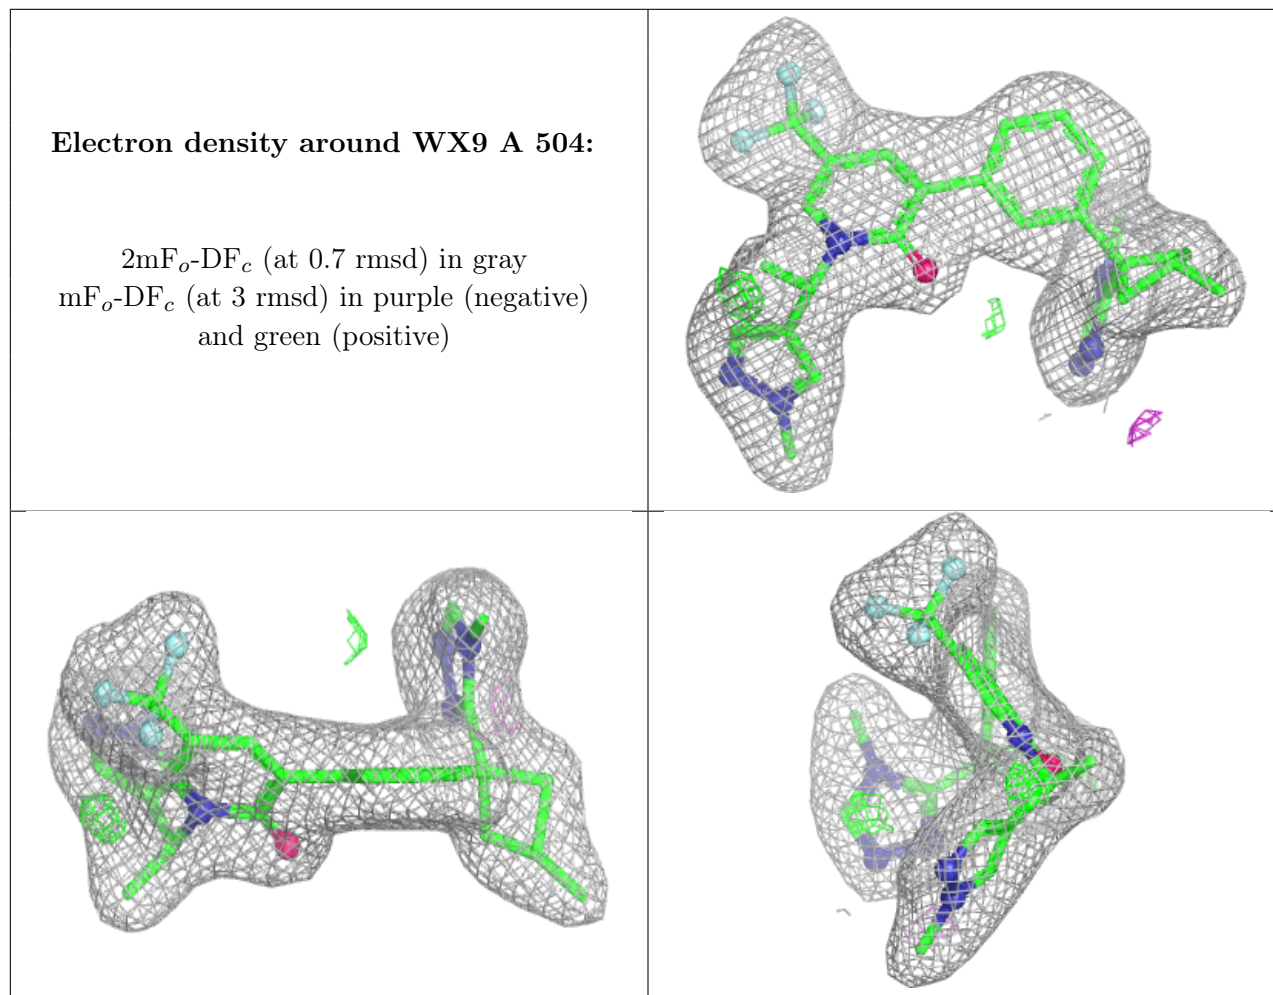 Electron density around WX9 A 504:
2mFo-DFc (at 0.7 rmsd) in gray
mFo-DFc (at 3 rmsd) in purple (negative)
and green (positive)